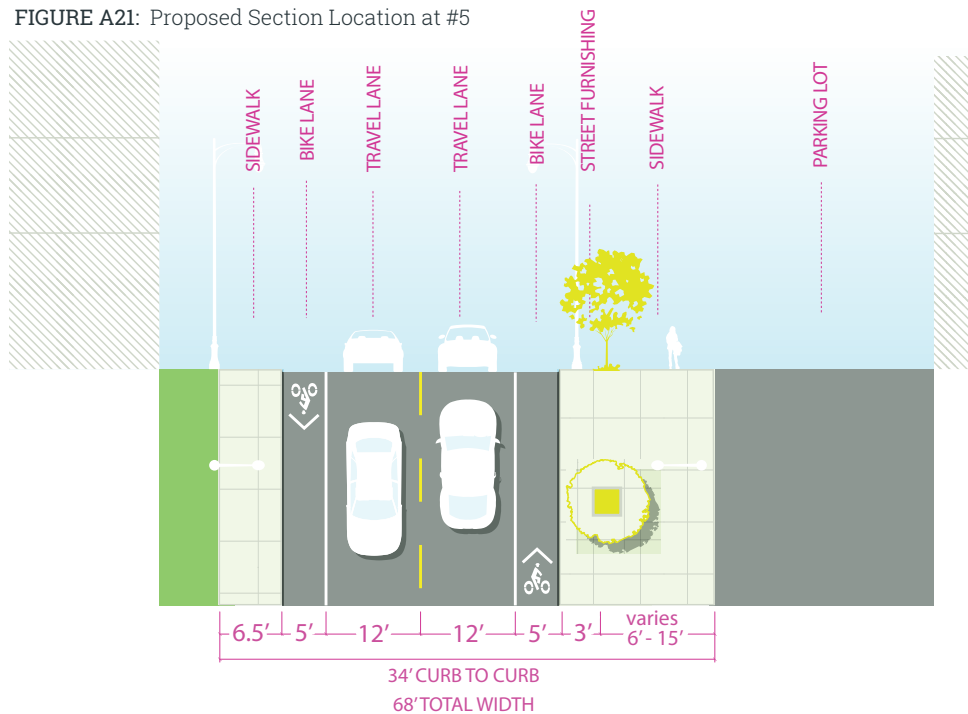 FIGURE A21: Proposed Section Location at #5
SIDEWALK
BIKE LANE
TRAVEL LANE
TRAVEL LANE
BIKE LANE
STREET FURNISHING
SIDEWALK
PARKING LOT
6.5’
5’
12’
12’
5’
3’
varies
6’ - 15’
34’ CURB TO CURB
68’ TOTAL WIDTH